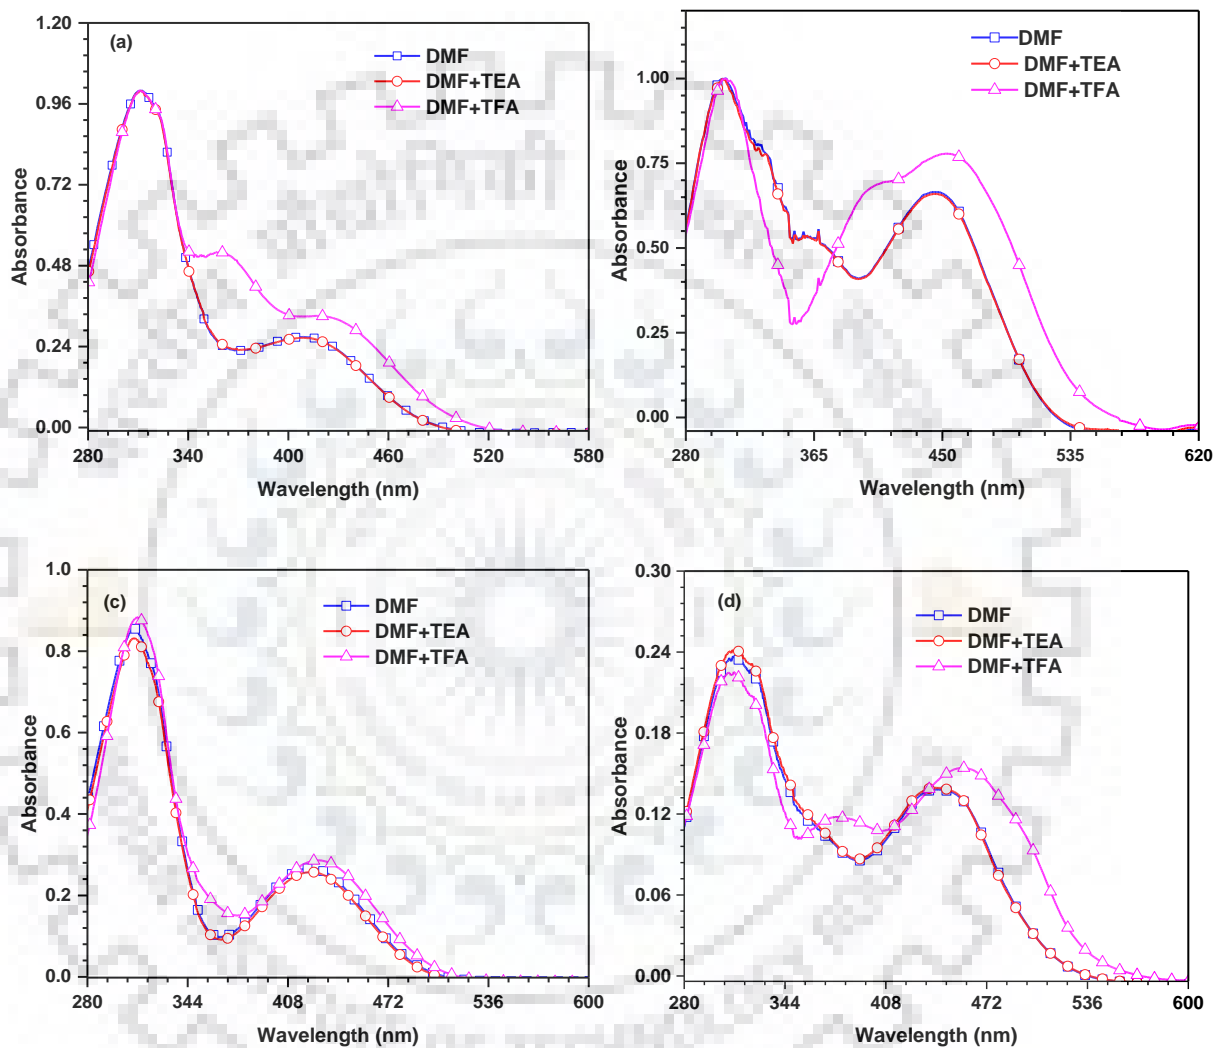 (a)
DMF
DMF+TEA
DMF+TFA
1.20
0.96
0.72
0.48
0.24
0.00
Absorbance
280 340 400 460 520 580
Wavelength (nm)
DMF
DMF+TEA
DMF+TFA
1.00
0.75
0.50
0.25
0.00
Absorbance
280 365 450 535 620
Wavelength (nm)
(c)
DMF
DMF+TEA
DMF+TFA
1.0
0.8
0.6
0.4
0.2
0.0
Absorbance
280 344 408 472 536 600
Wavelength (nm)
(d)
DMF
DMF+TEA
DMF+TFA
0.30
0.24
0.18
0.12
0.06
0.00
Absorbance
280 344 408 472 536 600
Wavelength (nm)